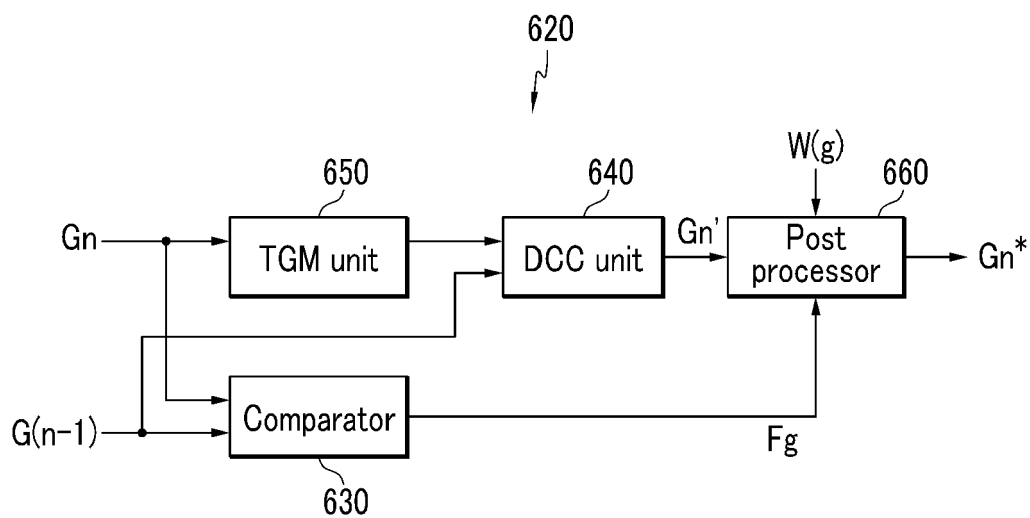 620
W(g)
650
640
660
Gn
TGM unit
DCC unit
Gn'
Post
processor
Gn*
G(n-1)
Comparator
Fg
630